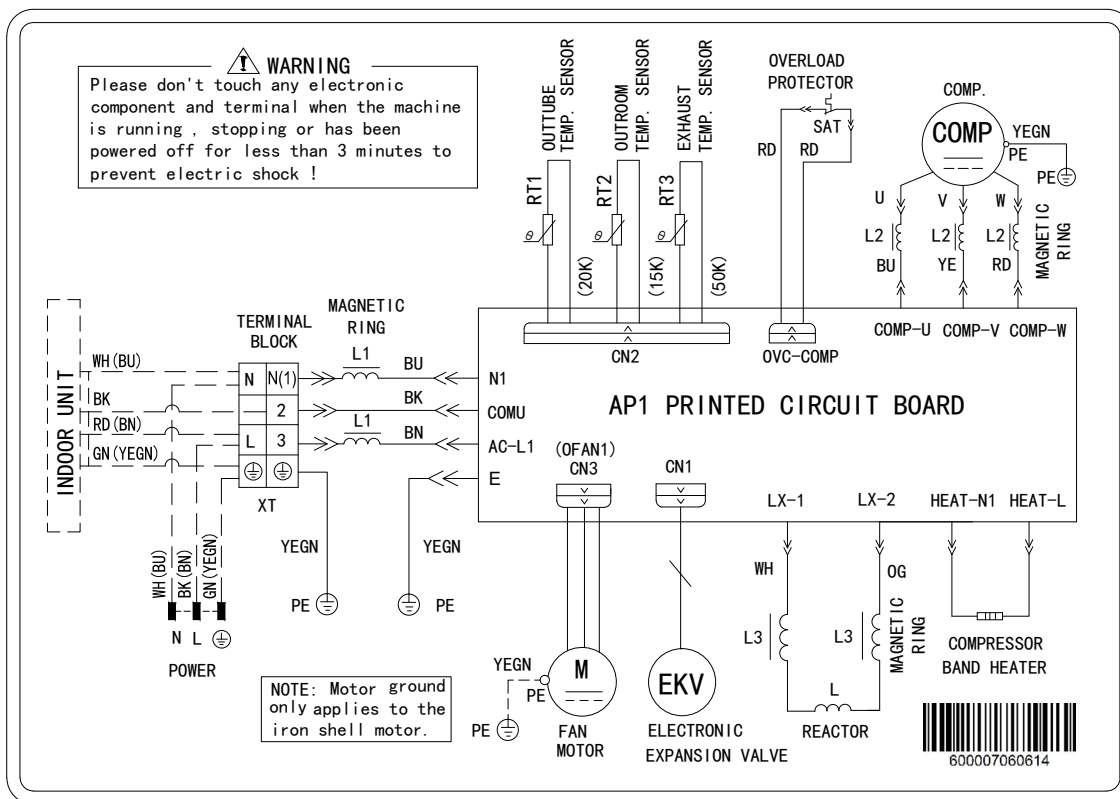 WARNING
Please don't touch any electronic
component and terminal when the machine
is running , stopping or has been
powered off for less than 3 minutes to
prevent electric shock !
OUTTUBE
TEMP. SENSOR
OUTROOM
TEMP. SENSOR
EXHAUST
TEMP. SENSOR
RT1
RT2
RT3
θ
θ
θ
(20K)
(15K)
(50K)
OVERLOAD
PROTECTOR
SAT
RD
RD
COMP.
COMP
YEGN
PE
PE
U
V
W
L2
L2
L2
BU
YE
RD
MAGNETIC
RING
INDOOR UNIT
WH(BU)
BK
RD(BN)
GN(YEGN)
TERMINAL
BLOCK
N
N(1)
2
L
3
XT
MAGNETIC
RING
L1
BU
BK
L1
BN
CN2
OVC-COMP
COMP-U
COMP-V
COMP-W
N1
COMU
AC-L1
E
AP1 PRINTED CIRCUIT BOARD
(OFAN1)
CN3
CN1
LX-1
LX-2
HEAT-N1
HEAT-L
WH(BU)
BK(BN)
GN(YEGN)
N
L
POWER
YEGN
PE
YEGN
PE
NOTE: Motor ground
only applies to the
iron shell motor.
YEGN
PE
PE
M
FAN
MOTOR
EKV
ELECTRONIC
EXPANSION VALVE
WH
OG
L3
L3
MAGNETIC
RING
L
REACTOR
COMPRESSOR
BAND HEATER
600007060614